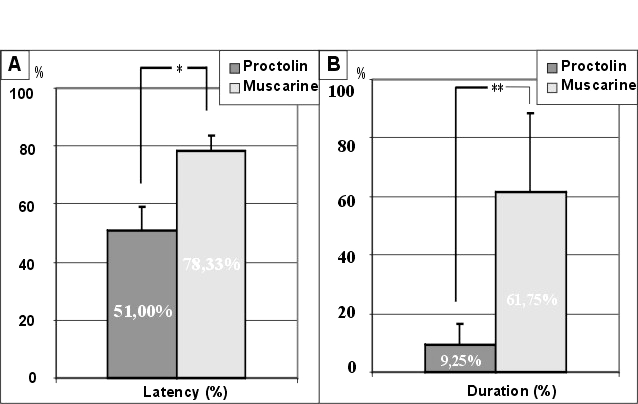 A
%
Proctolin
Muscarine
*
100
80
60
40
20
0
78,33%
51,00%
Latency (%)
B
%
Proctolin
Muscarine
**
100
80
60
40
20
0
61,75%
9,25%
Duration (%)